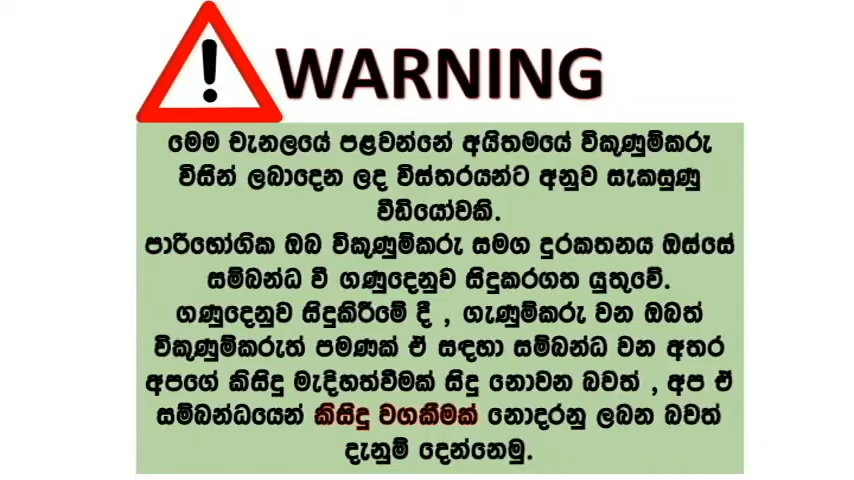 WARNING
මෙම චැනලයේ පළවන්නේ අයිතමයේ විකුණුම්කරු
විසින් ලබාදෙන ලද විස්තරයන්ට අනුව සැකසුණු
වීඩියෝවකි.
පාරිභෝගික ඔබ විකුණුම්කරු සමග දුරකතනය ඔස්සේ
සම්බන්ධ වී ගණුදෙනුව සිදුකරගත යුතුවේ.
ගණුදෙනුව සිදුකිරීමේ දී , ගැණුම්කරු වන ඔබත්
විකුණුම්කරුත් පමණක් ඒ සඳහා සම්බන්ධ වන අතර
අපගේ කිසිදු මැදිහත්වීමක් සිදු නොවන බවත් , අප ඒ
සම්බන්ධයෙන් කිසිදු වගකීමක් නොදරනු ලබන බවත්
දැනුම් දෙන්නෙමු.